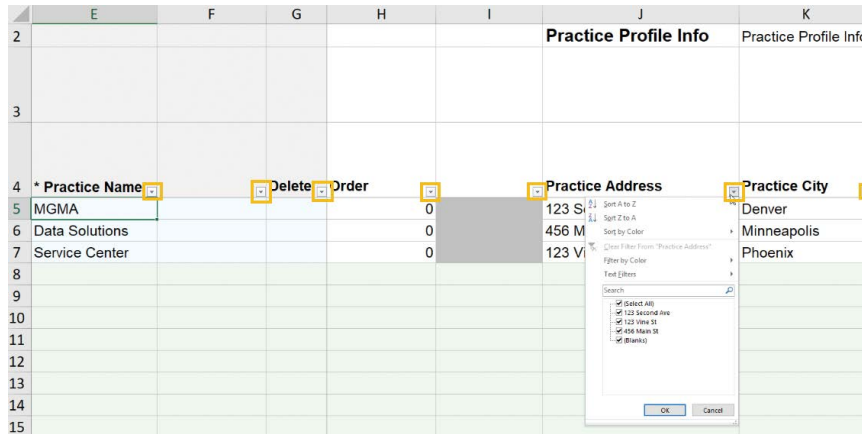 E F G H I J K
2 Practice Profile Info Practice Profile Info
3
4 * Practice Name Delete Order Practice Address Practice City
5 MGMA 0 123 S Denver
6 Data Solutions 0 456 M Minneapolis
7 Service Center 0 123 Vi Phoenix
8
9
10
11
12
13
14
15
Sort A to Z
Sort Z to A
Sort by Color
Clear Filter From "Practice Address"
Filter by Color
Text Filters
Search
(Select All)
123 Second Ave
123 Vine St
456 Main St
(Blanks)
OK Cancel